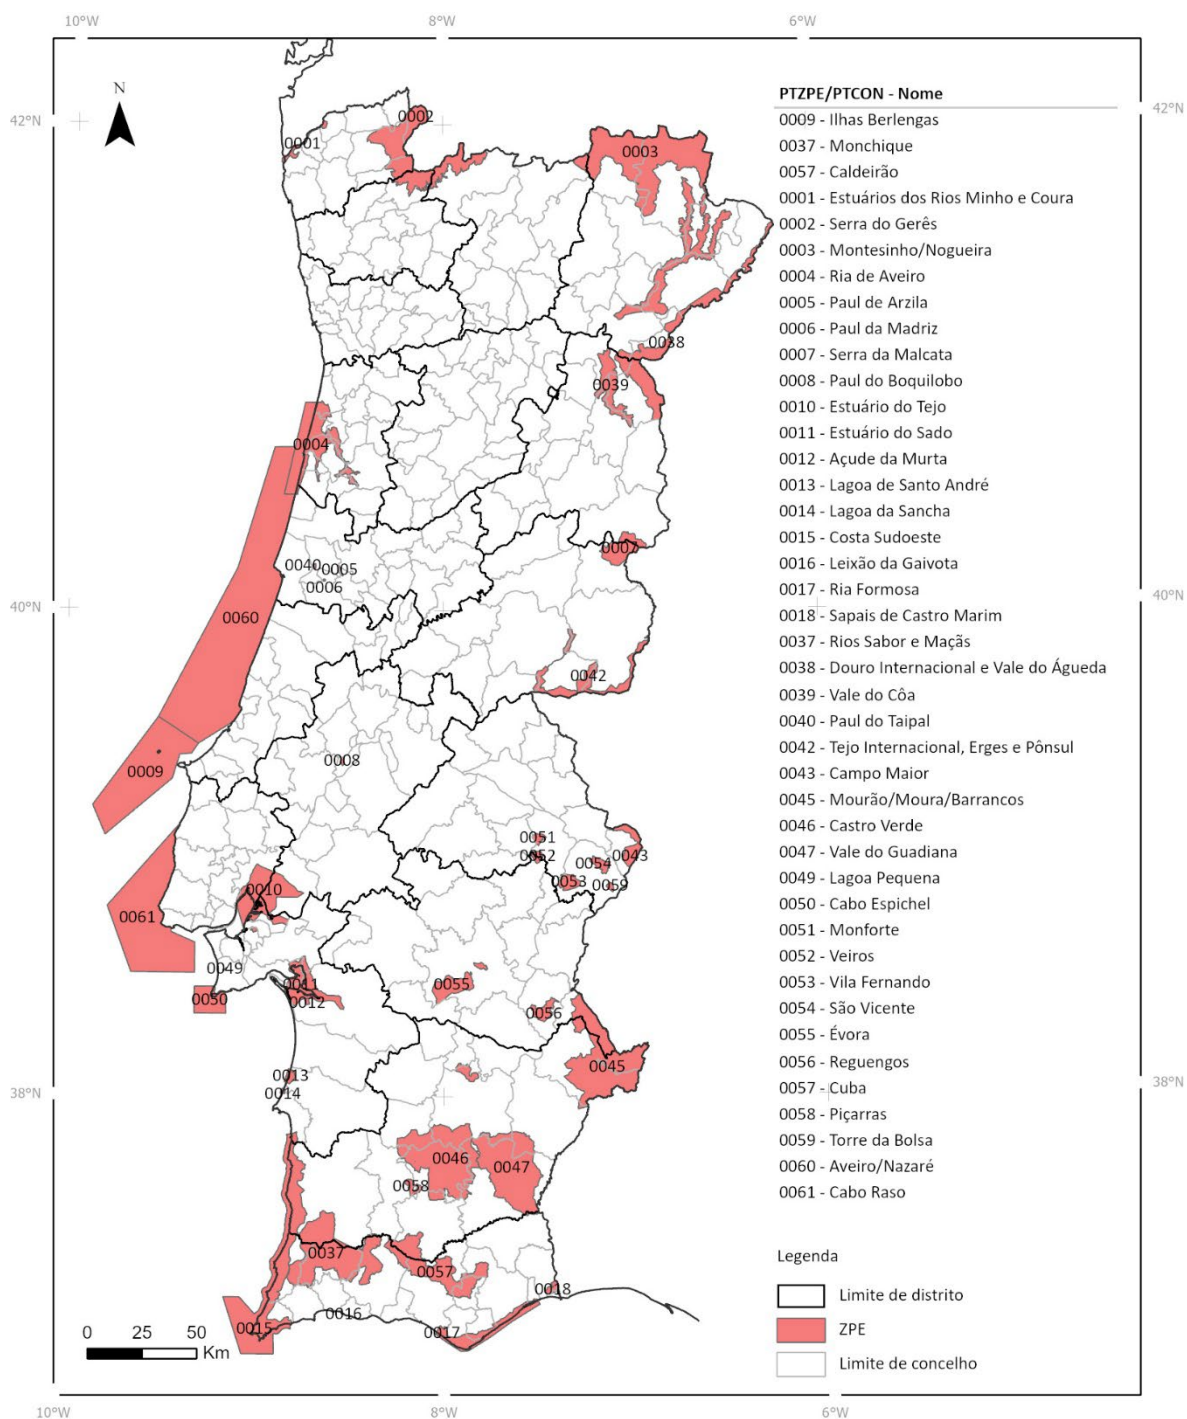 10°W 8°W 6°W
42°N 42°N
N
PTZPE/PTCON - Nome
0009 - Ilhas Berlengas
0037 - Monchique
0057 - Caldeirão
0001 - Estuários dos Rios Minho e Coura
0002 - Serra do Gerês
0003 - Montesinho/Nogueira
0004 - Ria de Aveiro
0005 - Paul de Arzila
0006 - Paul da Madriz
0007 - Serra da Malcata
0008 - Paul do Boquilobo
0010 - Estuário do Tejo
0011 - Estuário do Sado
0012 - Açude da Murta
0013 - Lagoa de Santo André
0014 - Lagoa da Sancha
0015 - Costa Sudoeste
0016 - Leixão da Gaivota
0017 - Ria Formosa
0018 - Sapais de Castro Marim
0037 - Rios Sabor e Maçãs
0038 - Douro Internacional e Vale do Águeda
0039 - Vale do Côa
0040 - Paul do Taipal
0042 - Tejo Internacional, Erges e Pônsul
0043 - Campo Maior
0045 - Mourão/Moura/Barrancos
0046 - Castro Verde
0047 - Vale do Guadiana
0049 - Lagoa Pequena
0050 - Cabo Espichel
0051 - Monforte
0052 - Veiros
0053 - Vila Fernando
0054 - São Vicente
0055 - Évora
0056 - Reguengos
0057 - Cuba
0058 - Piçarras
0059 - Torre da Bolsa
0060 - Aveiro/Nazaré
0061 - Cabo Raso
Legenda
Limite de distrito
ZPE
Limite de concelho
0002
0001
0003
0038
0039
0004
0007
0040 0005
0006
40°N 40°N
0060
0042
0008
0009
0051
0052 0043
0054
0053 0059
0010
0061
0049
0011 0055
0050 0012
0056
0045
0013
0014
38°N 38°N
0046
0047
0058
0037
0057
0018
0016
0015 0017
0 25 50
Km
10°W 8°W 6°W